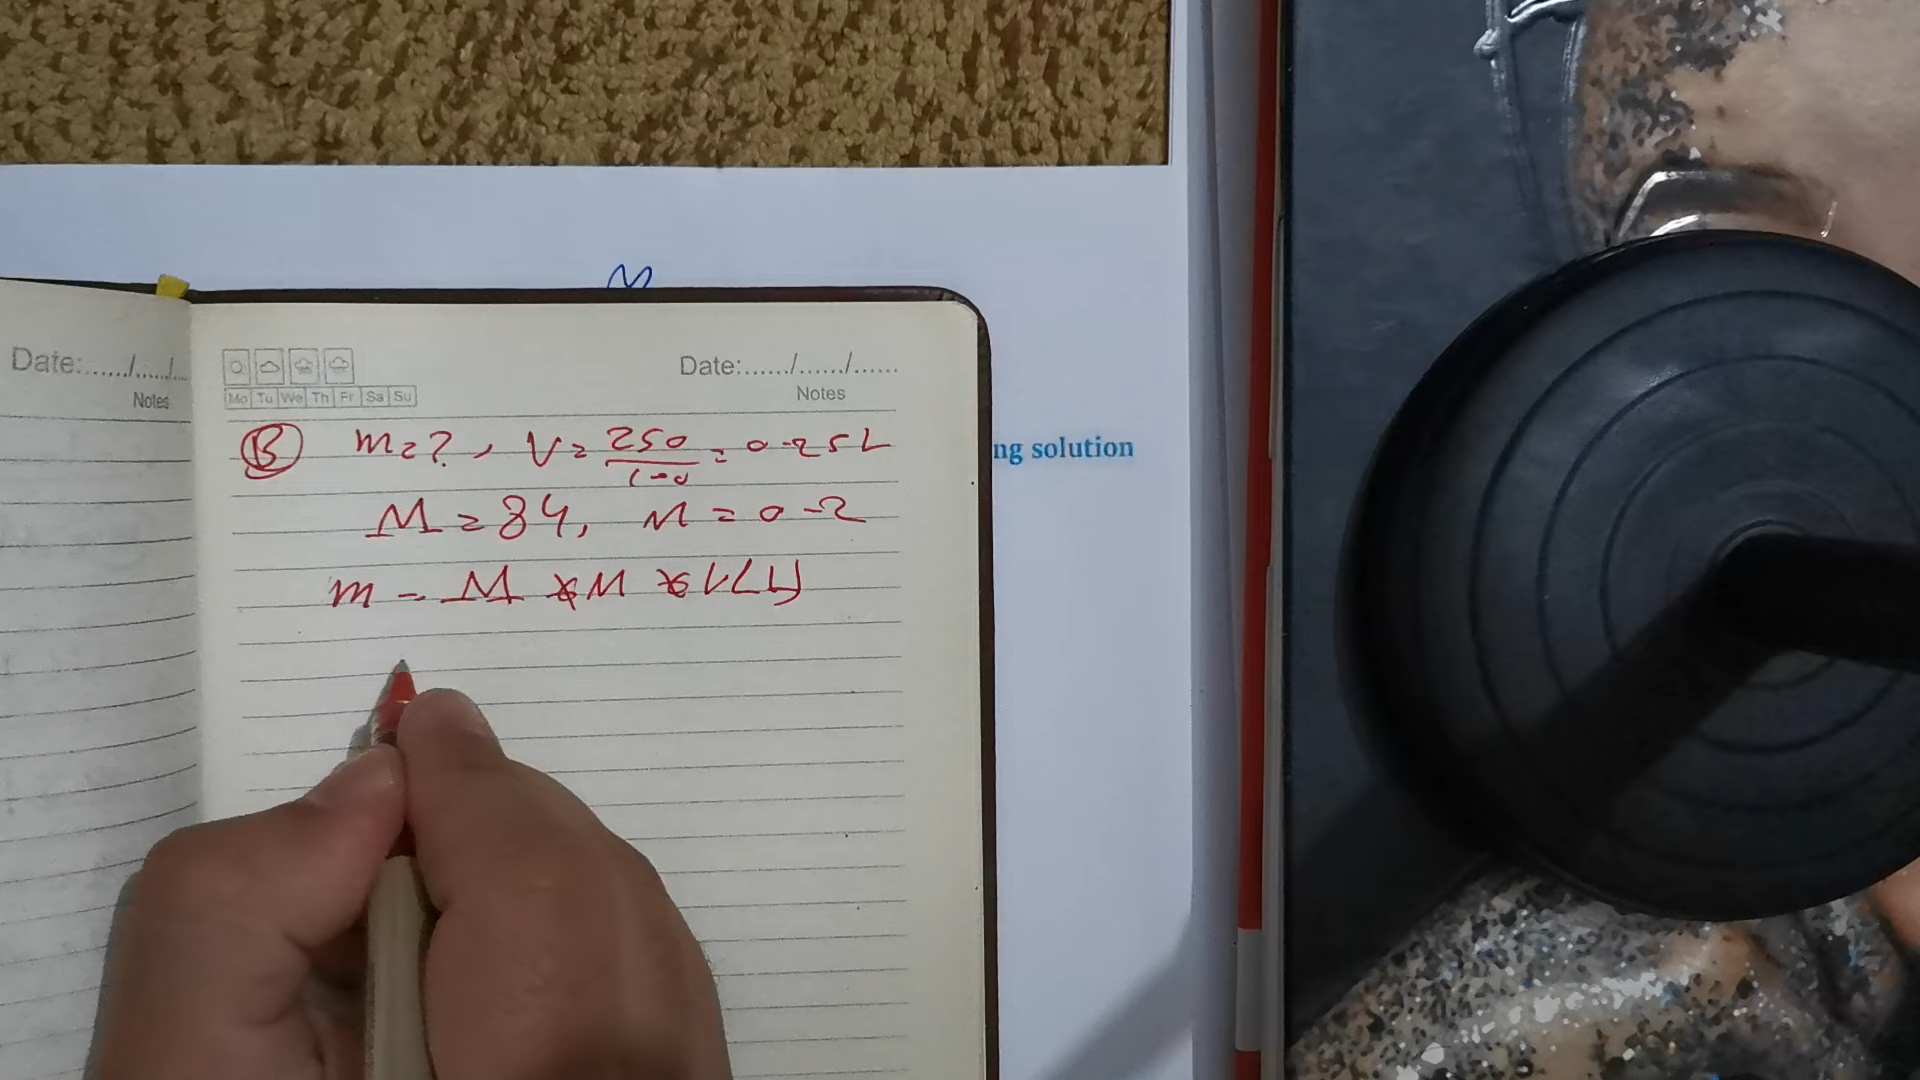 Date:....../....../...
Notes
Mo Tu We Th Fr Sa Su
Date:....../....../......
Notes
B m=?, V = 250/100 = 0.25 L
M = 84, M = 0.2
m = M * M * V(L)
ng solution
M